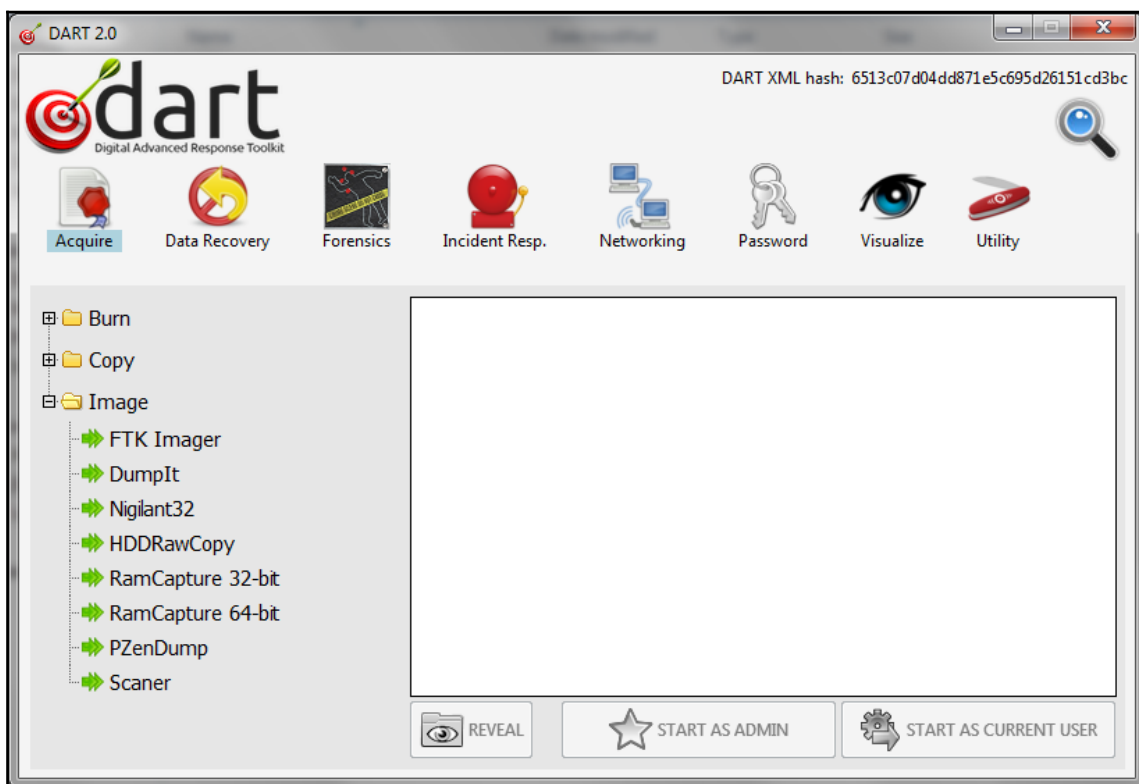 DART 2.0
DART XML hash: 6513c07d04dd871e5c695d26151cd3bc
dart
Digital Advanced Response Toolkit
Acquire Data Recovery Forensics Incident Resp. Networking Password Visualize Utility
Burn
Copy
Image
FTK Imager
DumpIt
Nigilant32
HDDRawCopy
RamCapture 32-bit
RamCapture 64-bit
PZenDump
Scaner
REVEAL START AS ADMIN START AS CURRENT USER